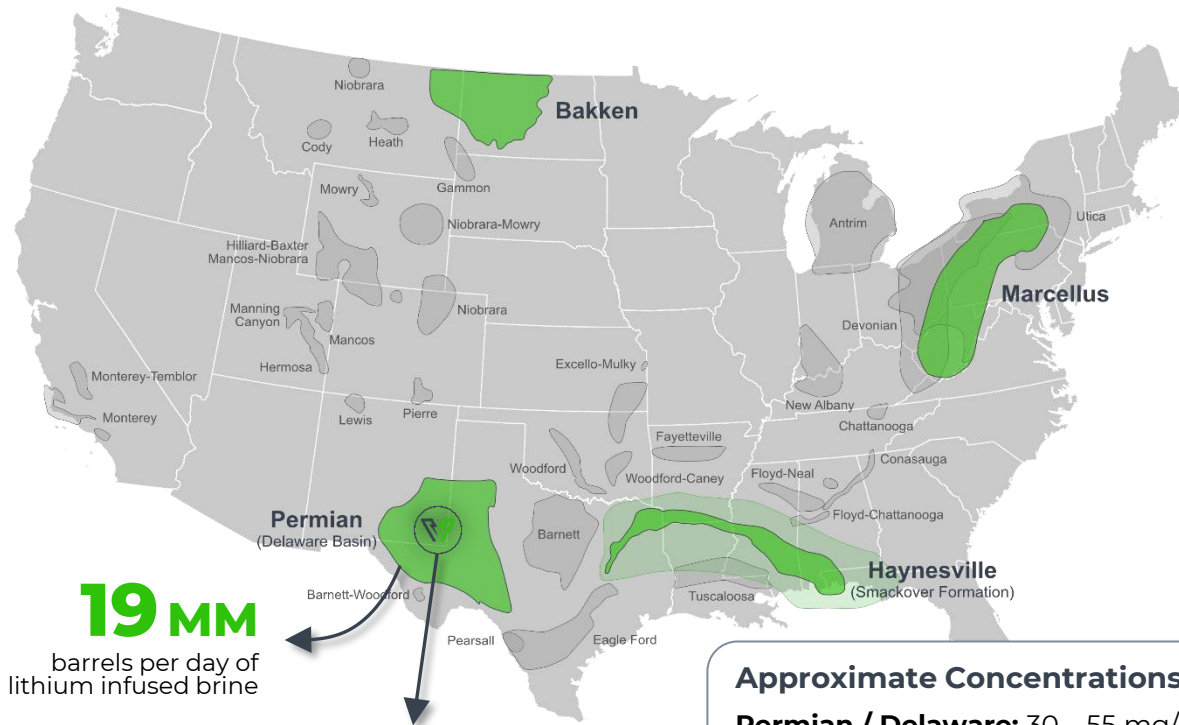 Niobrara
Bakken
Cody
Heath
Mowry
Gammon
Antrim
Niobrara-Mowry
Utica
Hilliard-Baxter
Mancos-Niobrara
Marcellus
Manning
Canyon
Niobrara
Devonian
Mancos
Hermosa
Excello-Mulky
Monterey-Temblor
New Albany
Monterey
Lewis
Pierre
Chattanooga
Fayetteville
Conasauga
Woodford
Woodford-Caney
Floyd-Neal
Permian
(Delaware Basin)
Floyd-Chattanooga
Barnett
Haynesville
(Smackover Formation)
19 MM
barrels per day of
lithium infused brine
Barnett-Woodford
Tuscaloosa
Pearsall
Eagle Ford
Approximate Concentrations
Permian / Delaware: 30 - 55 mg/